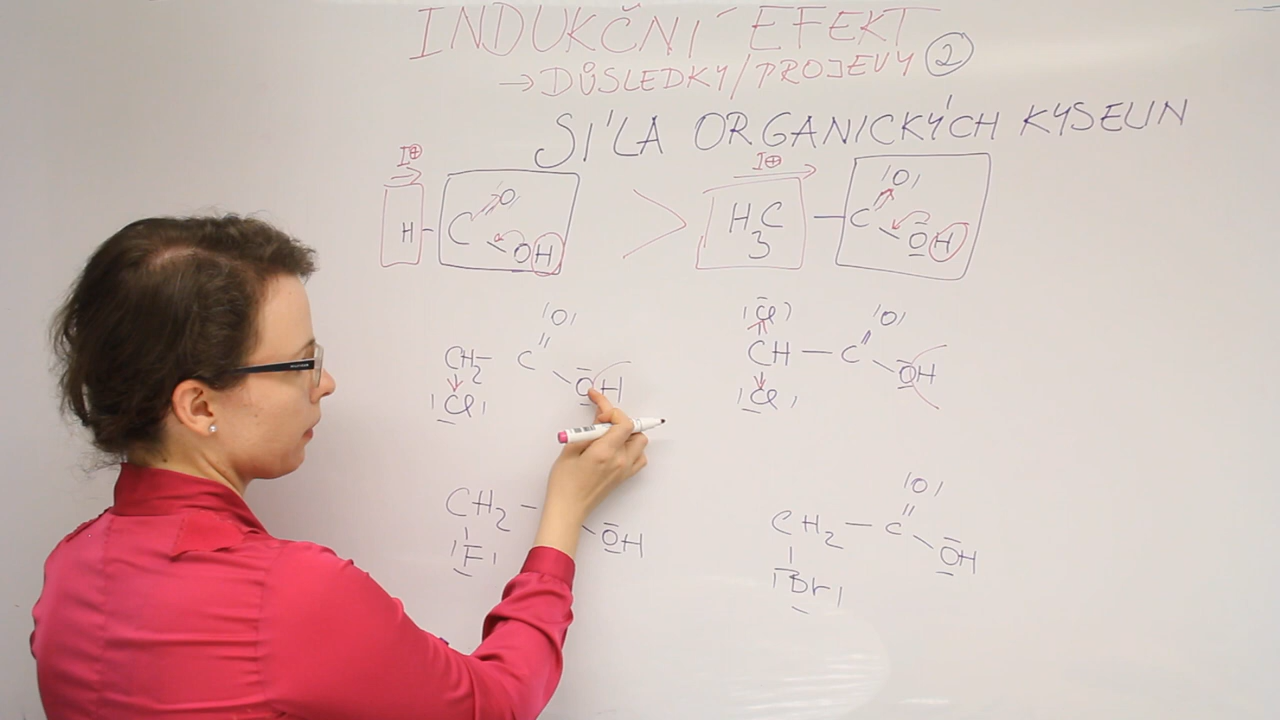 INDUKČNÍ EFEKT
→ DŮSLEDKY/PROJEVY 2
SÍLA ORGANICKÝCH KYSELIN
I⊕
I⊕
H-C O OH > H3C-C O OH
CH2-C O OH
Cl
Cl
CH-C O OH
Cl
CH2- OH
F
CH2-C O OH
Br